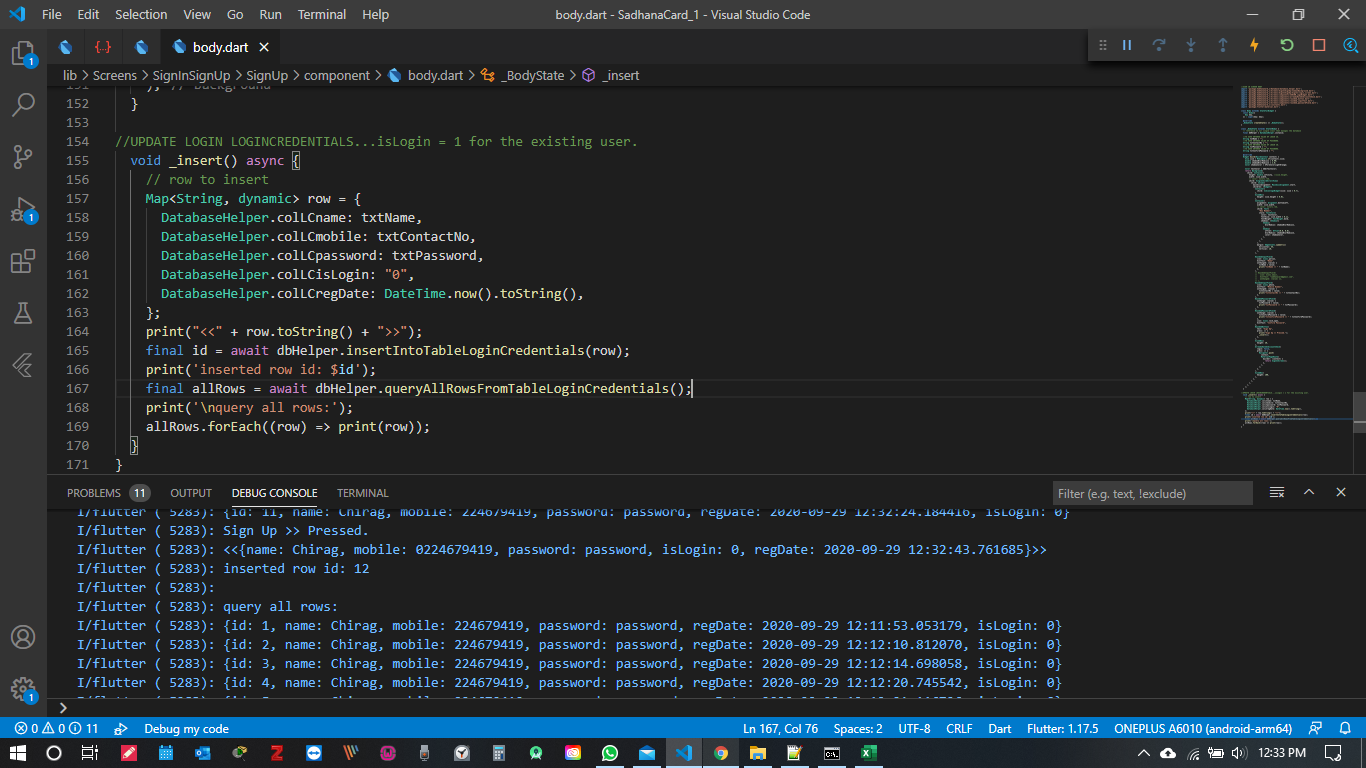 File Edit Selection View Go Run Terminal Help body.dart - SadhanaCard_1 - Visual Studio Code
{..} body.dart
lib > Screens > SignInSignUp > SignUp > component > body.dart > _BodyState > _insert
151 ); // Background
152 }
153
154 //UPDATE LOGIN LOGINCREDENTIALS...isLogin = 1 for the existing user.
155 void _insert() async {
156 // row to insert
157 Map<String, dynamic> row = {
158 DatabaseHelper.colLCname: txtName,
159 DatabaseHelper.colLCmobile: txtContactNo,
160 DatabaseHelper.colLCpassword: txtPassword,
161 DatabaseHelper.colLCisLogin: "0",
162 DatabaseHelper.colLCregDate: DateTime.now().toString(),
163 };
164 print("<<" + row.toString() + ">>");
165 final id = await dbHelper.insertIntoTableLoginCredentials(row);
166 print('inserted row id: $id');
167 final allRows = await dbHelper.queryAllRowsFromTableLoginCredentials();
168 print('\nquery all rows:');
169 allRows.forEach((row) => print(row));
170 }
171 }
PROBLEMS 11 OUTPUT DEBUG CONSOLE TERMINAL Filter (e.g. text, !exclude)
I/flutter ( 5283): {id: 11, name: Chirag, mobile: 224679419, password: password, regDate: 2020-09-29 12:32:24.184416, isLogin: 0}
I/flutter ( 5283): Sign Up >> Pressed.
I/flutter ( 5283): <<{name: Chirag, mobile: 0224679419, password: password, isLogin: 0, regDate: 2020-09-29 12:32:43.761685}>>
I/flutter ( 5283): inserted row id: 12
I/flutter ( 5283):
I/flutter ( 5283): query all rows:
I/flutter ( 5283): {id: 1, name: Chirag, mobile: 224679419, password: password, regDate: 2020-09-29 12:11:53.053179, isLogin: 0}
I/flutter ( 5283): {id: 2, name: Chirag, mobile: 224679419, password: password, regDate: 2020-09-29 12:12:10.812070, isLogin: 0}
I/flutter ( 5283): {id: 3, name: Chirag, mobile: 224679419, password: password, regDate: 2020-09-29 12:12:14.698058, isLogin: 0}
I/flutter ( 5283): {id: 4, name: Chirag, mobile: 224679419, password: password, regDate: 2020-09-29 12:12:20.745542, isLogin: 0}
>
0 0 11 Debug my code Ln 167, Col 76 Spaces: 2 UTF-8 CRLF Dart Flutter: 1.17.5 ONEPLUS A6010 (android-arm64)
12:33 PM